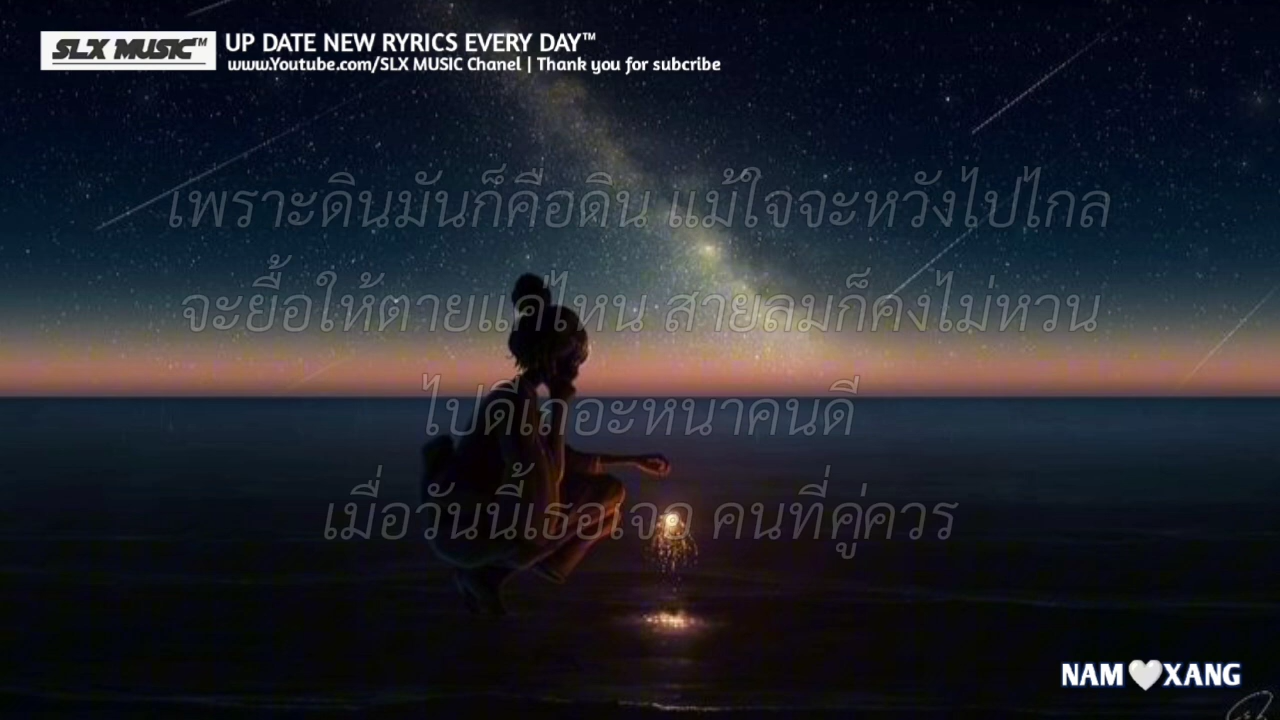 SLX MUSIC™
UP DATE NEW RYRICS EVERY DAY™
www.Youtube.com/SLX MUSIC Chanel | Thank you for subcribe
เพราะดินมันก็คือดิน แม้ใจจะหวังไปไกล
จะยื้อให้ตายแค่ไหน สายลมก็คงไม่หวน
ไปดีเถอะหนาคนดี
เมื่อวันนี้เธอเจอ คนที่คู่ควร
NAM🤍XANG